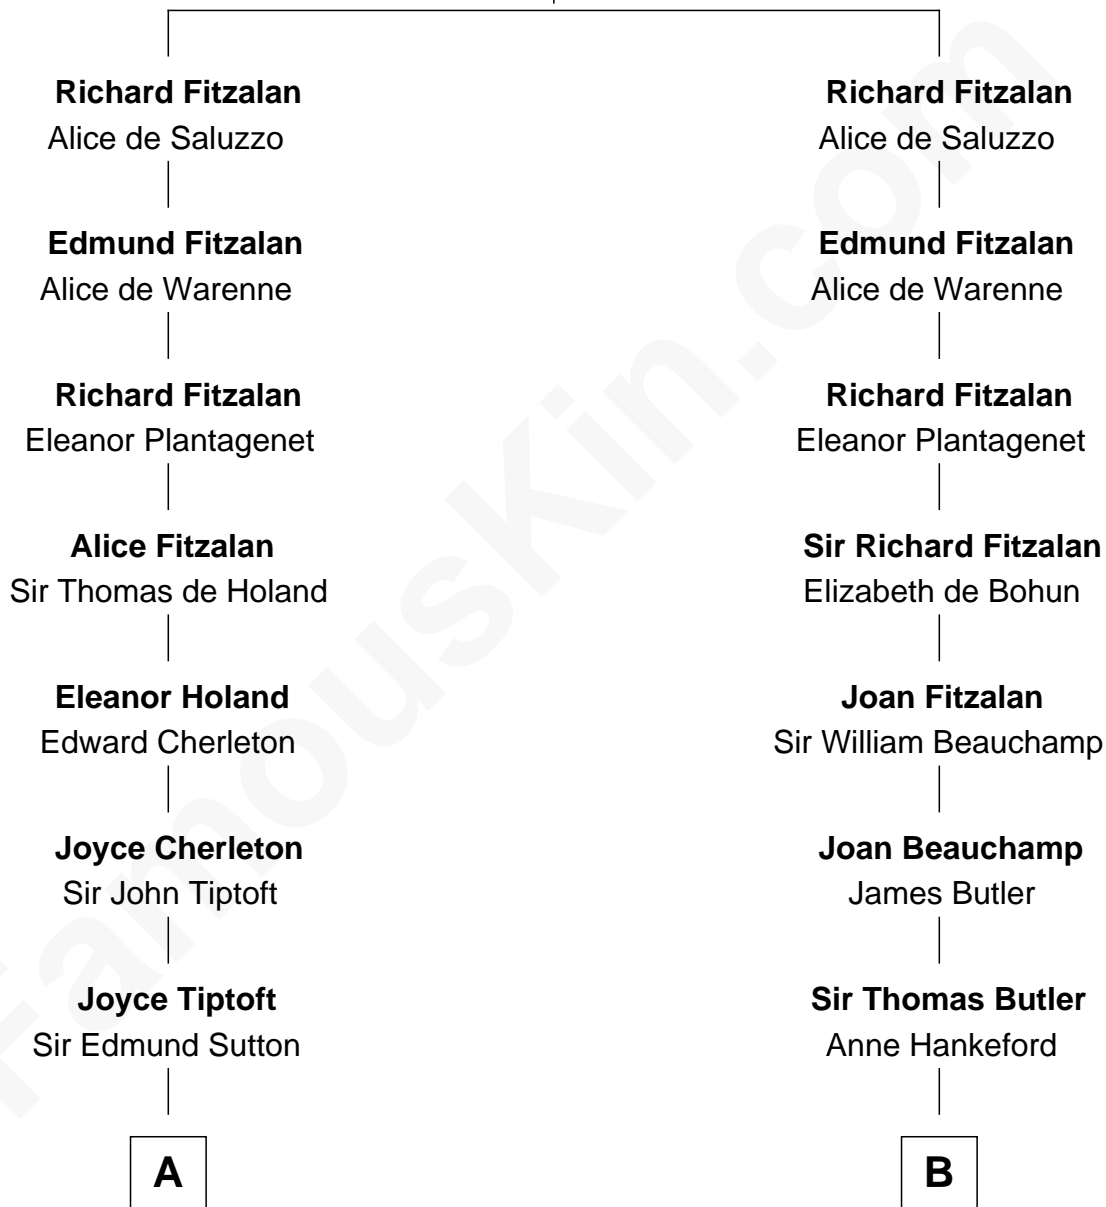 Richard Fitzalan
Alice de Saluzzo
Edmund Fitzalan
Alice de Warenne
Richard Fitzalan
Eleanor Plantagenet
Alice Fitzalan
Sir Thomas de Holand
Eleanor Holand
Edward Cherleton
Joyce Cherleton
Sir John Tiptoft
Joyce Tiptoft
Sir Edmund Sutton
A
Richard Fitzalan
Alice de Saluzzo
Edmund Fitzalan
Alice de Warenne
Richard Fitzalan
Eleanor Plantagenet
Sir Richard Fitzalan
Elizabeth de Bohun
Joan Fitzalan
Sir William Beauchamp
Joan Beauchamp
James Butler
Sir Thomas Butler
Anne Hankeford
B
FamousKin.com